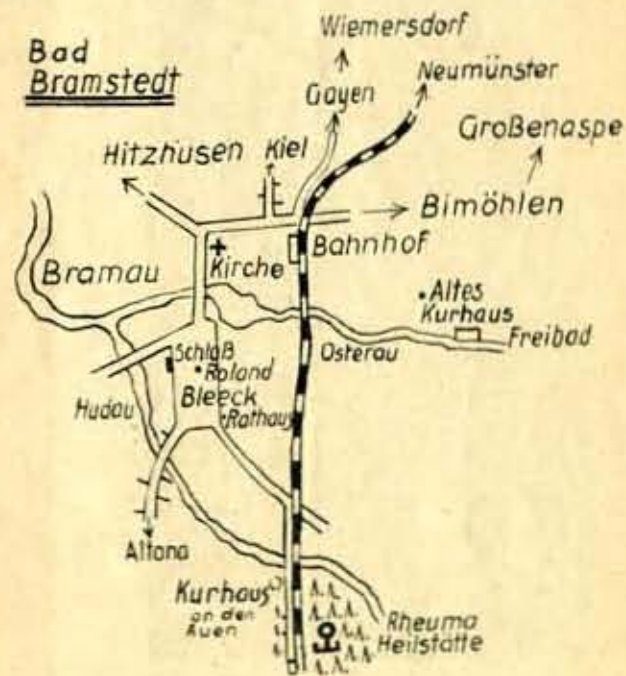 Bad
Bramstedt
Wiemersdorf
Gayen
Neumünster
Großenaspe
Hitzhusen
Kiel
Bimöhlen
Bramau
Kirche
Bahnhof
Altes
Kurhaus
Freibad
Osterau
Schloß
Roland
Bleeck
Rathaus
Hudau
Altona
Kurhaus
an den
Auen
Rheuma
Heilstätte